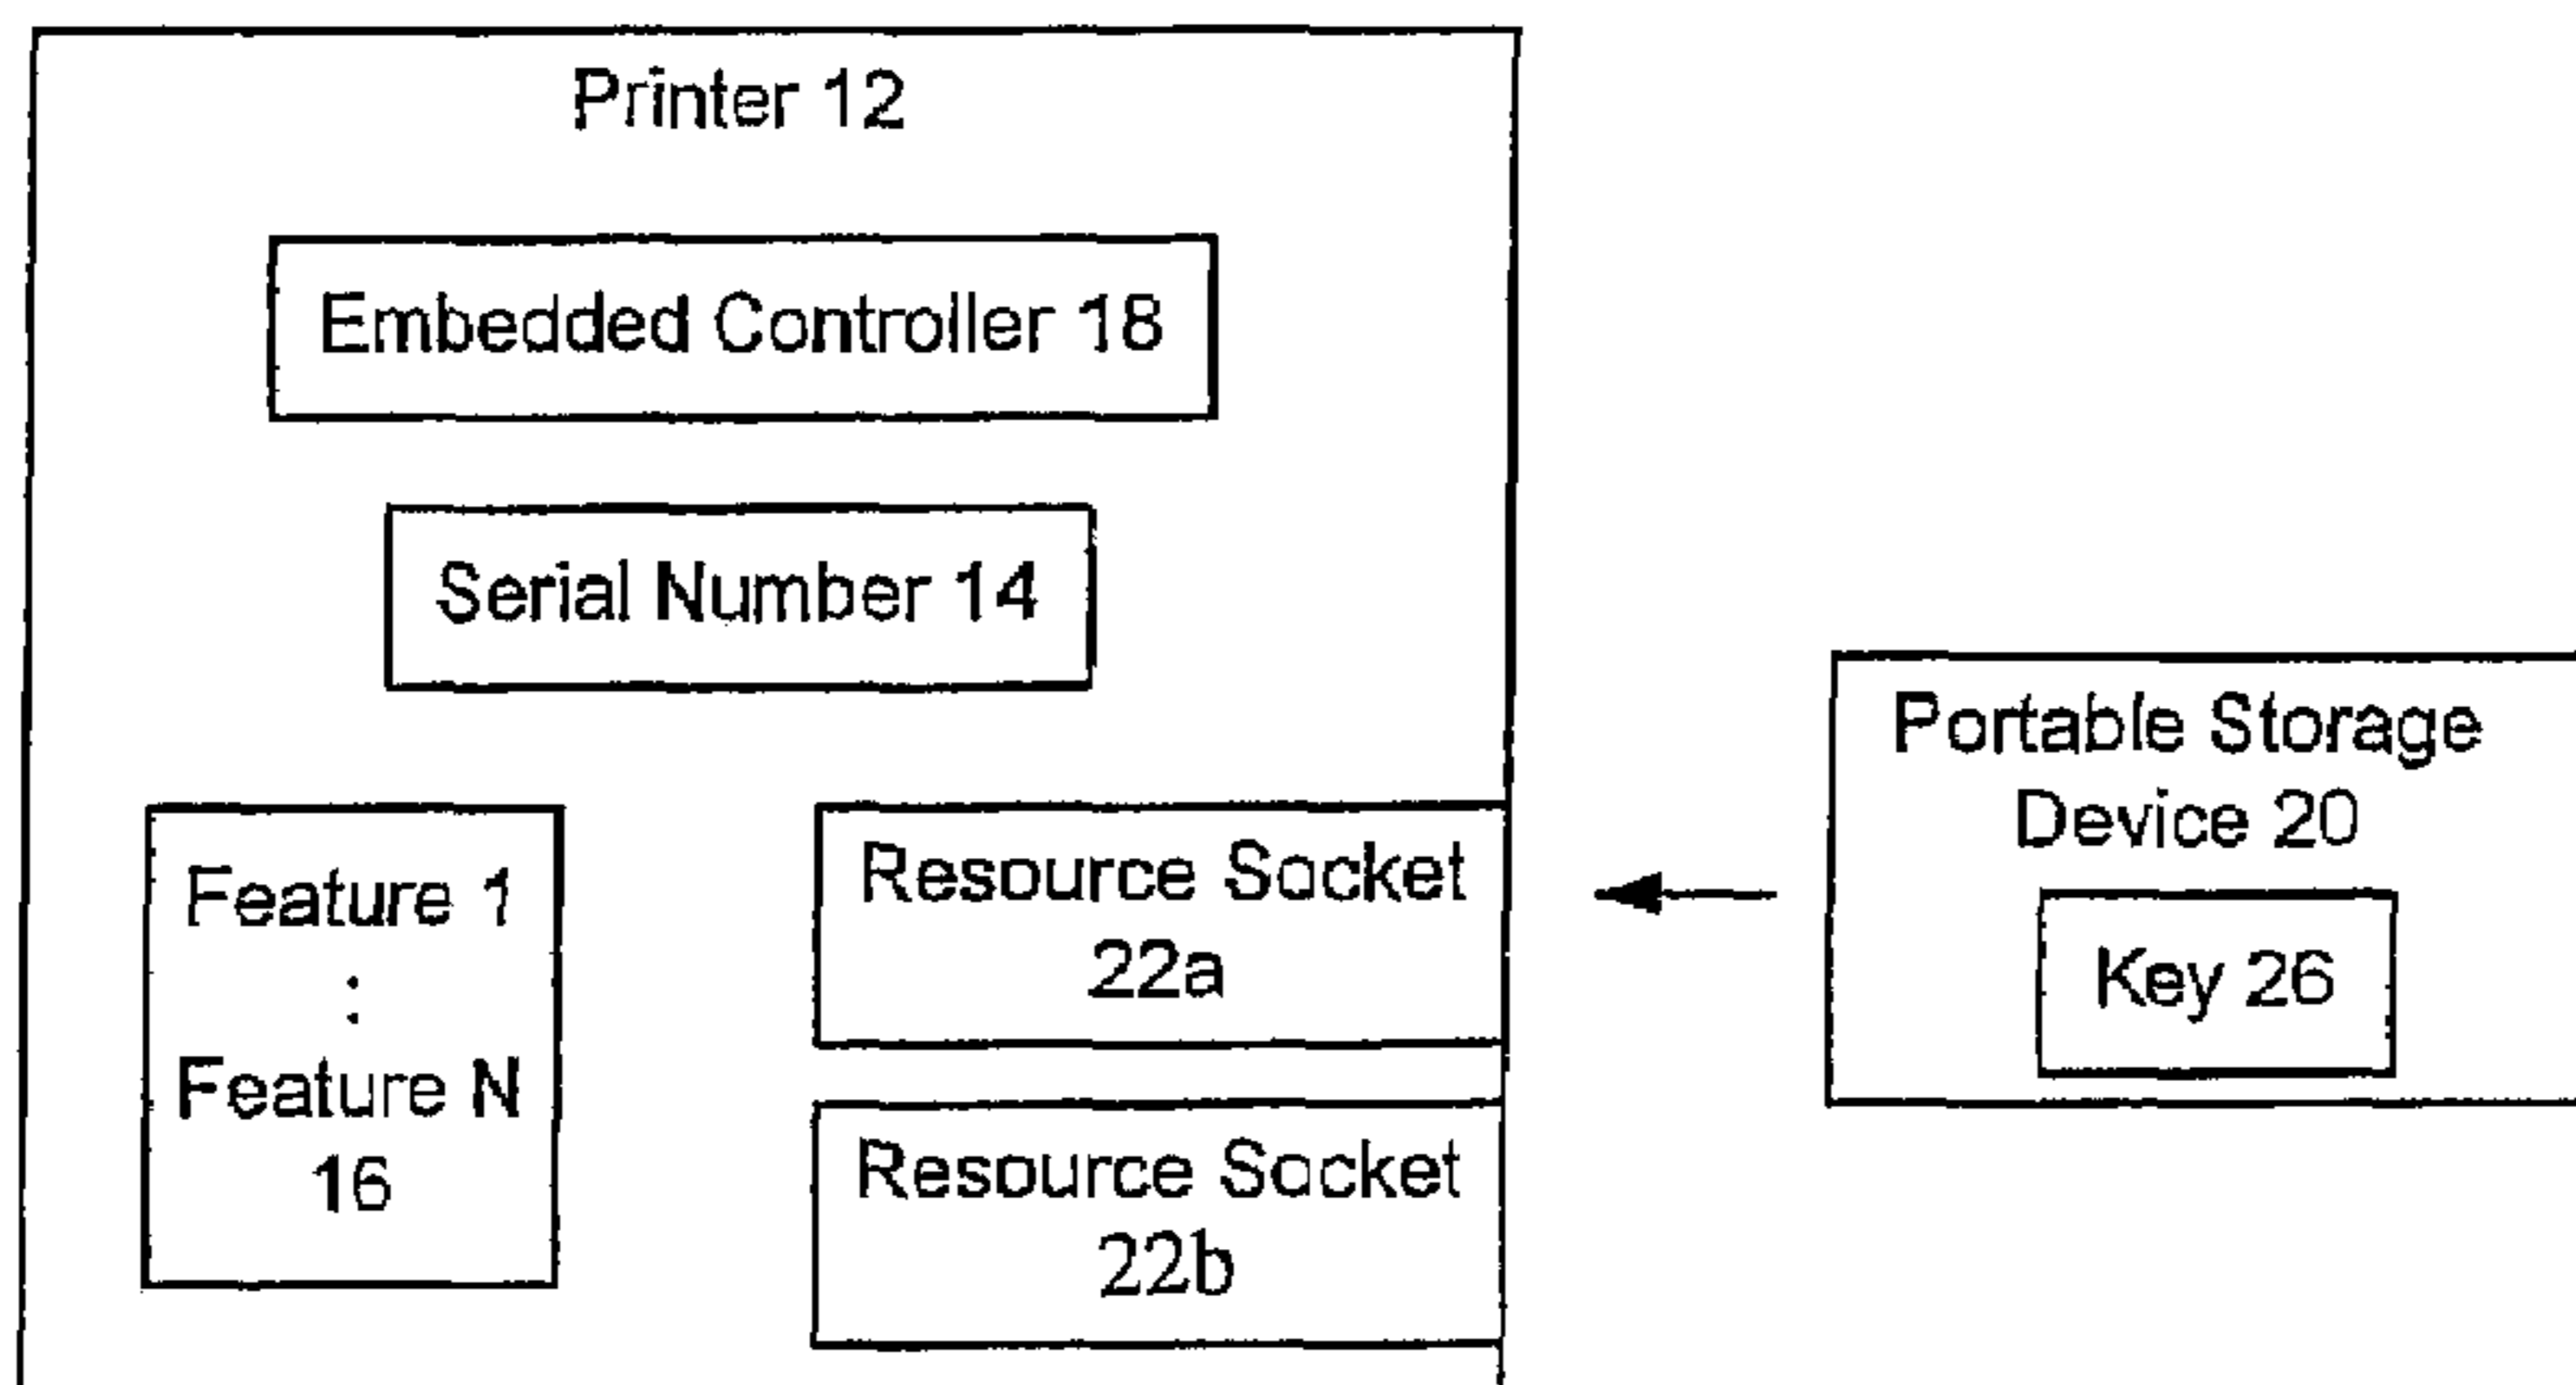 Printer 12
Embedded Controller 18
Serial Number 14
Feature 1
:
Feature N
16
Resource Socket
22a
Resource Socket
22b
Portable Storage
Device 20
Key 26